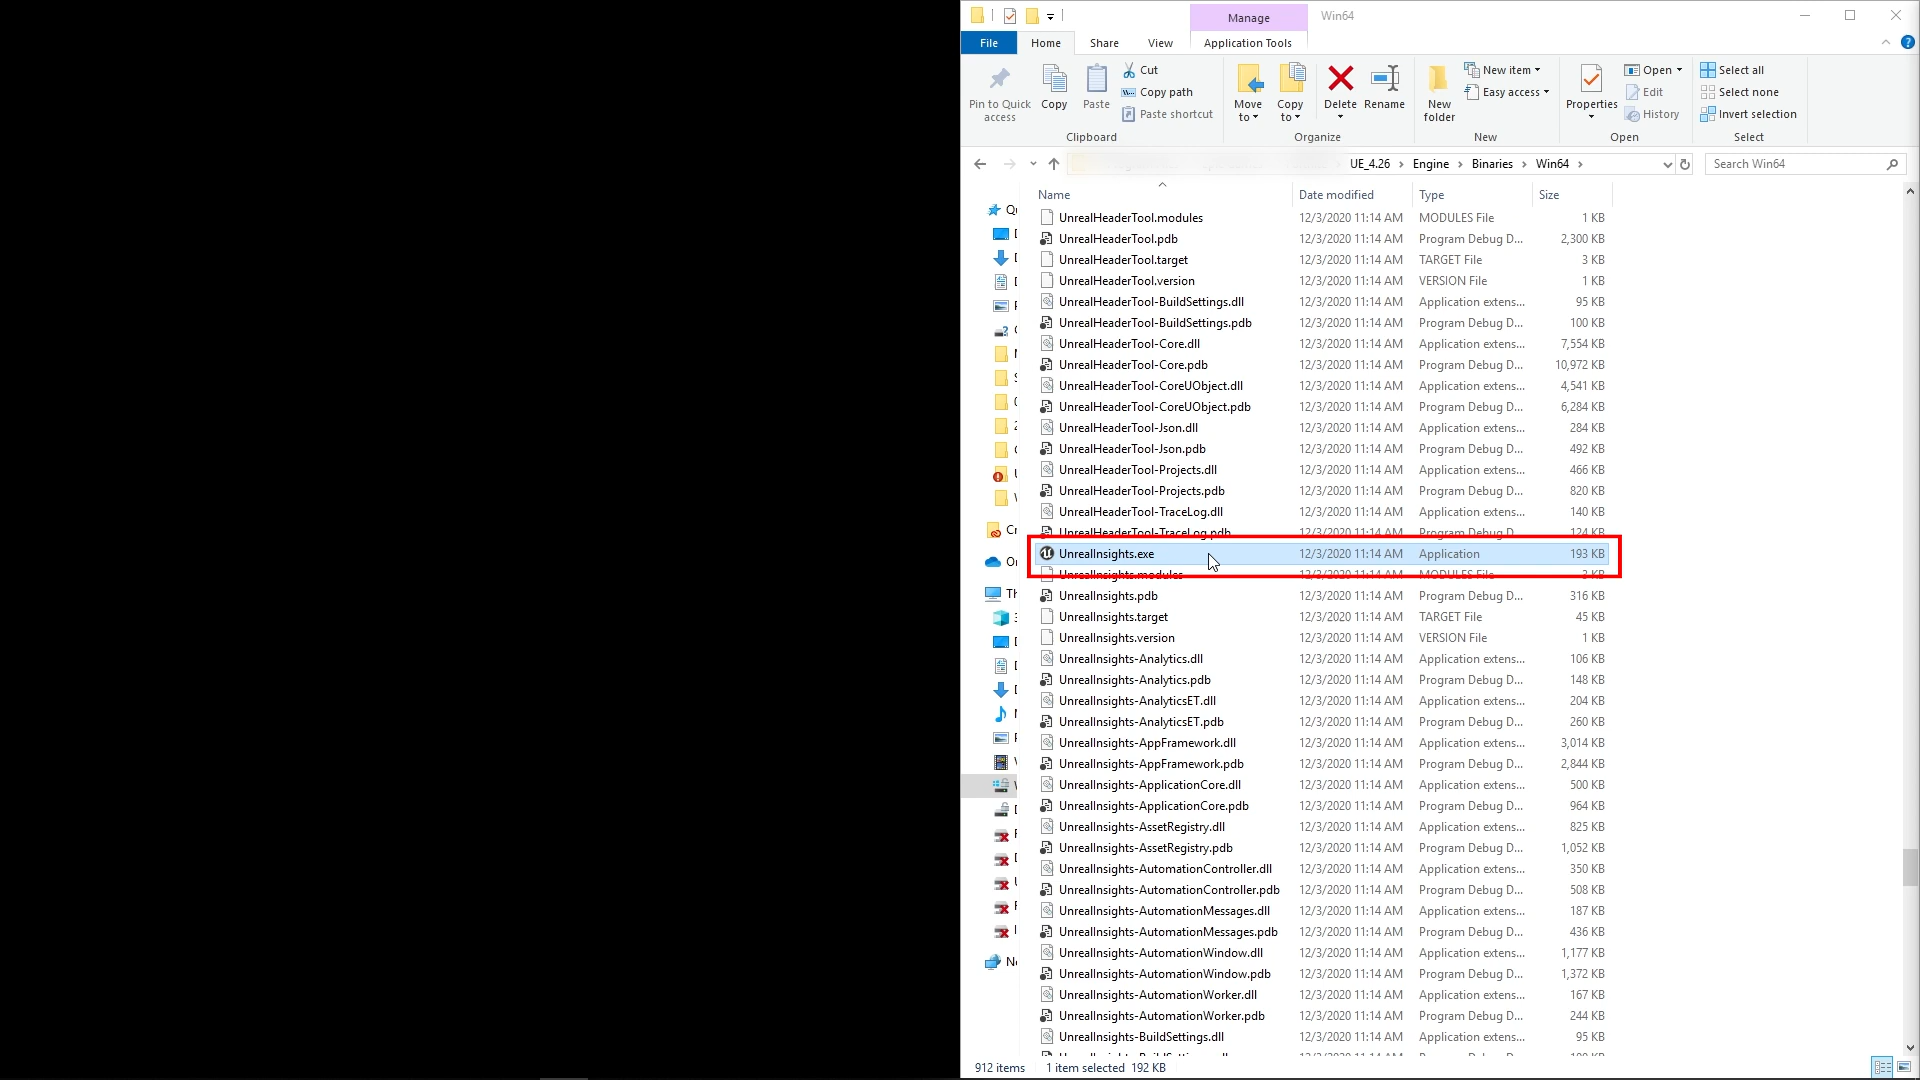 Manage Win64
File Home Share View Application Tools
Pin to Quick access
Copy
Paste
Cut
Copy path
Paste shortcut
Clipboard
Move to
Copy to
Delete
Rename
Organize
New folder
New item
Easy access
New
Properties
Open
Edit
History
Open
Select all
Select none
Invert selection
Select
UE_4.26 > Engine > Binaries > Win64 >
Search Win64
Name Date modified Type Size
UnrealHeaderTool.modules 12/3/2020 11:14 AM MODULES File 1 KB
UnrealHeaderTool.pdb 12/3/2020 11:14 AM Program Debug D... 2,300 KB
UnrealHeaderTool.target 12/3/2020 11:14 AM TARGET File 3 KB
UnrealHeaderTool.version 12/3/2020 11:14 AM VERSION File 1 KB
UnrealHeaderTool-BuildSettings.dll 12/3/2020 11:14 AM Application extens... 95 KB
UnrealHeaderTool-BuildSettings.pdb 12/3/2020 11:14 AM Program Debug D... 100 KB
UnrealHeaderTool-Core.dll 12/3/2020 11:14 AM Application extens... 7,554 KB
UnrealHeaderTool-Core.pdb 12/3/2020 11:14 AM Program Debug D... 10,972 KB
UnrealHeaderTool-CoreUObject.dll 12/3/2020 11:14 AM Application extens... 4,541 KB
UnrealHeaderTool-CoreUObject.pdb 12/3/2020 11:14 AM Program Debug D... 6,284 KB
UnrealHeaderTool-Json.dll 12/3/2020 11:14 AM Application extens... 284 KB
UnrealHeaderTool-Json.pdb 12/3/2020 11:14 AM Program Debug D... 492 KB
UnrealHeaderTool-Projects.dll 12/3/2020 11:14 AM Application extens... 466 KB
UnrealHeaderTool-Projects.pdb 12/3/2020 11:14 AM Program Debug D... 820 KB
UnrealHeaderTool-TraceLog.dll 12/3/2020 11:14 AM Application extens... 140 KB
UnrealHeaderTool-TraceLog.pdb 12/3/2020 11:14 AM Program Debug D... 124 KB
UnrealInsights.exe 12/3/2020 11:14 AM Application 193 KB
UnrealInsights.modules 12/3/2020 11:14 AM MODULES File 3 KB
UnrealInsights.pdb 12/3/2020 11:14 AM Program Debug D... 316 KB
UnrealInsights.target 12/3/2020 11:14 AM TARGET File 45 KB
UnrealInsights.version 12/3/2020 11:14 AM VERSION File 1 KB
UnrealInsights-Analytics.dll 12/3/2020 11:14 AM Application extens... 106 KB
UnrealInsights-Analytics.pdb 12/3/2020 11:14 AM Program Debug D... 148 KB
UnrealInsights-AnalyticsET.dll 12/3/2020 11:14 AM Application extens... 204 KB
UnrealInsights-AnalyticsET.pdb 12/3/2020 11:14 AM Program Debug D... 260 KB
UnrealInsights-AppFramework.dll 12/3/2020 11:14 AM Application extens... 3,014 KB
UnrealInsights-AppFramework.pdb 12/3/2020 11:14 AM Program Debug D... 2,844 KB
UnrealInsights-ApplicationCore.dll 12/3/2020 11:14 AM Application extens... 500 KB
UnrealInsights-ApplicationCore.pdb 12/3/2020 11:14 AM Program Debug D... 964 KB
UnrealInsights-AssetRegistry.dll 12/3/2020 11:14 AM Application extens... 825 KB
UnrealInsights-AssetRegistry.pdb 12/3/2020 11:14 AM Program Debug D... 1,052 KB
UnrealInsights-AutomationController.dll 12/3/2020 11:14 AM Application extens... 350 KB
UnrealInsights-AutomationController.pdb 12/3/2020 11:14 AM Program Debug D... 508 KB
UnrealInsights-AutomationMessages.dll 12/3/2020 11:14 AM Application extens... 187 KB
UnrealInsights-AutomationMessages.pdb 12/3/2020 11:14 AM Program Debug D... 436 KB
UnrealInsights-AutomationWindow.dll 12/3/2020 11:14 AM Application extens... 1,177 KB
UnrealInsights-AutomationWindow.pdb 12/3/2020 11:14 AM Program Debug D... 1,372 KB
UnrealInsights-AutomationWorker.dll 12/3/2020 11:14 AM Application extens... 167 KB
UnrealInsights-AutomationWorker.pdb 12/3/2020 11:14 AM Program Debug D... 244 KB
UnrealInsights-BuildSettings.dll 12/3/2020 11:14 AM Application extens... 95 KB
912 items 1 item selected 192 KB